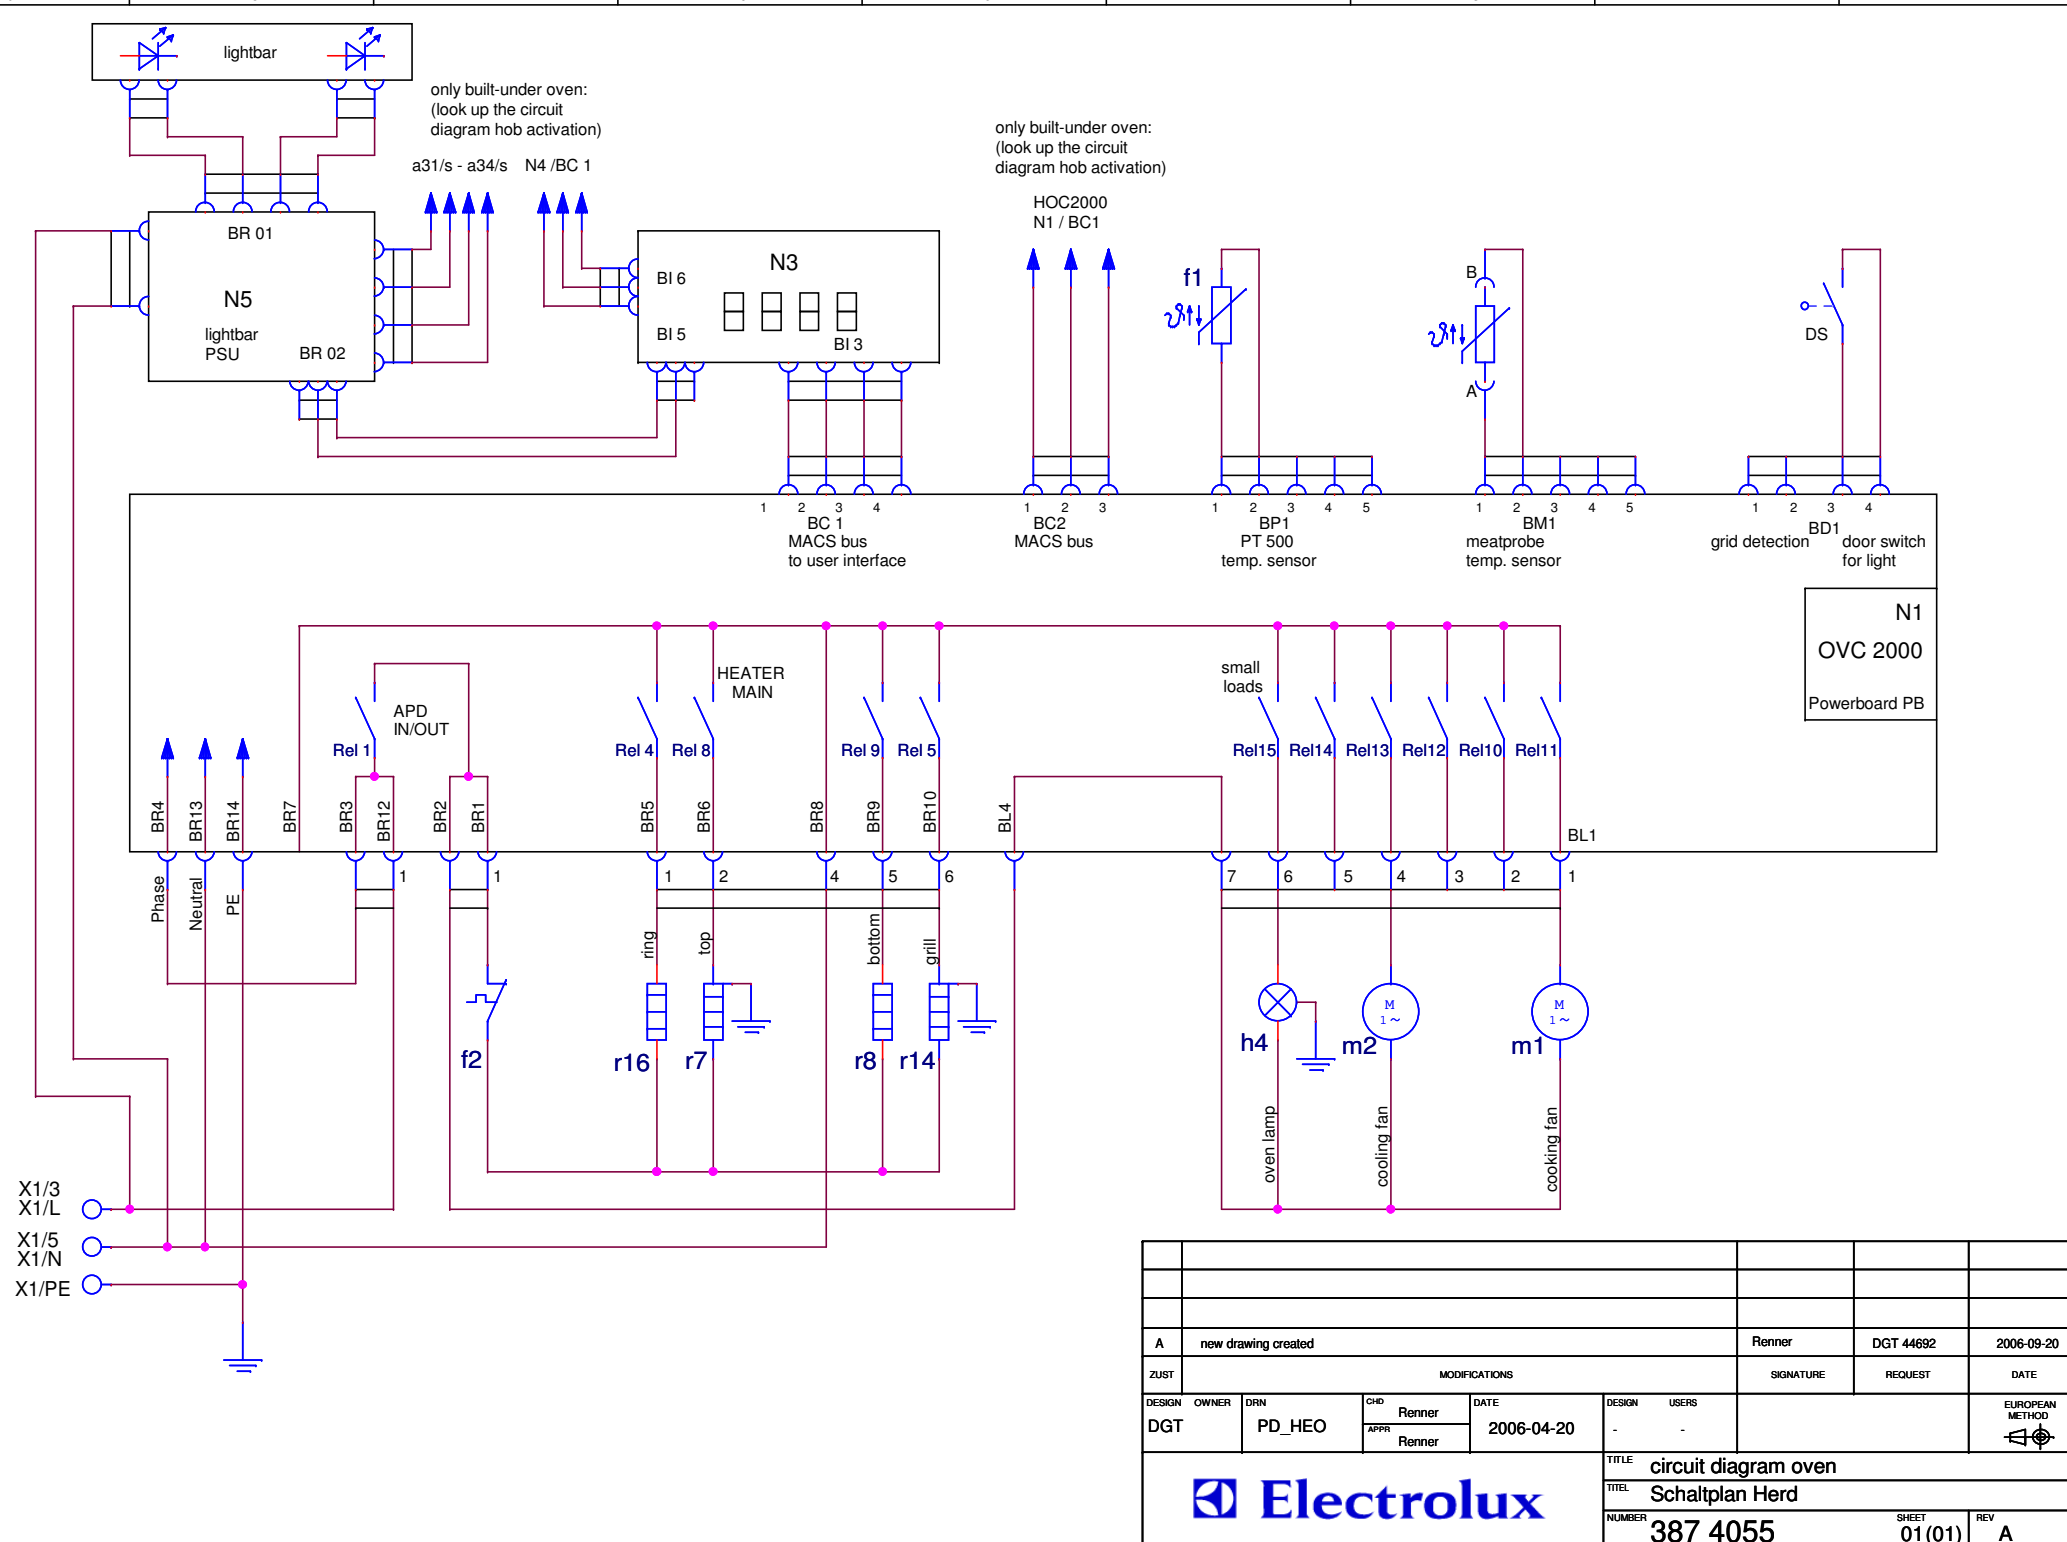 lightbar
only built-under oven:
(look up the circuit
diagram hob activation)
a31/s - a34/s
N4 /BC 1
only built-under oven:
(look up the circuit
diagram hob activation)
HOC2000
N1 / BC1
BR 01
N5
lightbar
PSU
BR 02
N3
BI 6
BI 5
BI 3
f1
ϑ
B
ϑ
A
DS
1 2 3 4
BC 1
MACS bus
to user interface
1 2 3
BC2
MACS bus
1 2 3 4 5
BP1
PT 500
temp. sensor
1 2 3 4 5
BM1
meatprobe
temp. sensor
1 2 3 4
BD1
grid detection
door switch
for light
N1
OVC 2000
Powerboard PB
HEATER
MAIN
small
loads
APD
IN/OUT
Rel 1
Rel 4
Rel 8
Rel 9
Rel 5
Rel15
Rel14
Rel13
Rel12
Rel10
Rel11
BR4
BR13
BR14
BR7
BR3
BR12
BR2
BR1
BR5
BR6
BR8
BR9
BR10
BL4
BL1
Phase
Neutral
PE
1
1
1
2
4
5
6
7
6
5
4
3
2
1
ring
top
bottom
grill
M
1 ~
M
1 ~
f2
r16
r7
r8
r14
h4
m2
m1
oven lamp
cooling fan
cooking fan
X1/3
X1/L
X1/5
X1/N
X1/PE
A new drawing created Renner DGT 44692 2006-09-20
ZUST MODIFICATIONS SIGNATURE REQUEST DATE
DESIGN OWNER
DGT
DRN
PD_HEO
CHD
Renner
APPR
Renner
DATE
2006-04-20
DESIGN USERS
- -
EUROPEAN
METHOD
TITLE circuit diagram oven
TITEL Schaltplan Herd
Electrolux
NUMBER 387 4055
SHEET
01(01)
REV
A